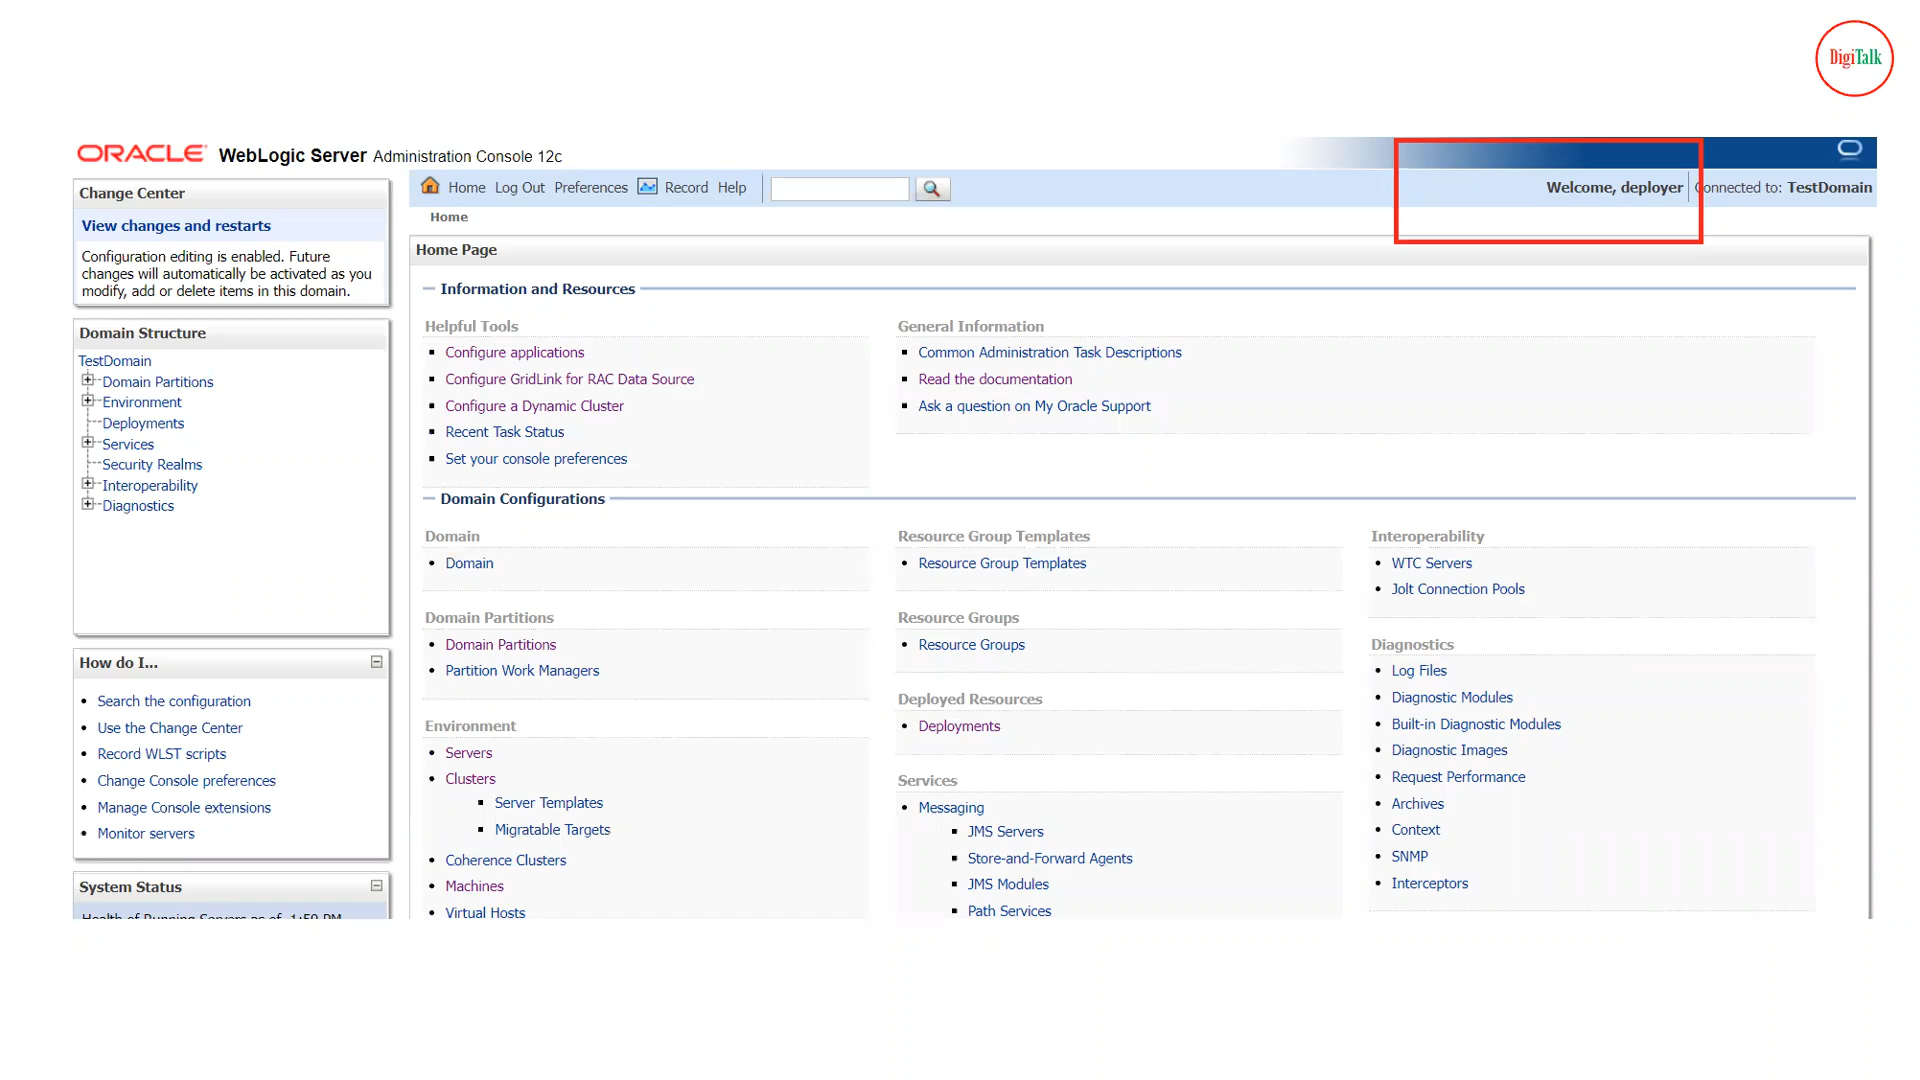 DigiTalk
ORACLE WebLogic Server Administration Console 12c
Change Center
View changes and restarts
Configuration editing is enabled. Future
changes will automatically be activated as you
modify, add or delete items in this domain.
Domain Structure
TestDomain
Domain Partitions
Environment
Deployments
Services
Security Realms
Interoperability
Diagnostics
How do I...
Search the configuration
Use the Change Center
Record WLST scripts
Change Console preferences
Manage Console extensions
Monitor servers
System Status
Health of Running Servers as of 1:59 PM
Home Log Out Preferences Record Help
Welcome, deployer
Connected to: TestDomain
Home
Home Page
Information and Resources
Helpful Tools
Configure applications
Configure GridLink for RAC Data Source
Configure a Dynamic Cluster
Recent Task Status
Set your console preferences
General Information
Common Administration Task Descriptions
Read the documentation
Ask a question on My Oracle Support
Domain Configurations
Domain
Domain
Domain Partitions
Domain Partitions
Partition Work Managers
Environment
Servers
Clusters
Server Templates
Migratable Targets
Coherence Clusters
Machines
Virtual Hosts
Resource Group Templates
Resource Group Templates
Resource Groups
Resource Groups
Deployed Resources
Deployments
Services
Messaging
JMS Servers
Store-and-Forward Agents
JMS Modules
Path Services
Interoperability
WTC Servers
Jolt Connection Pools
Diagnostics
Log Files
Diagnostic Modules
Built-in Diagnostic Modules
Diagnostic Images
Request Performance
Archives
Context
SNMP
Interceptors